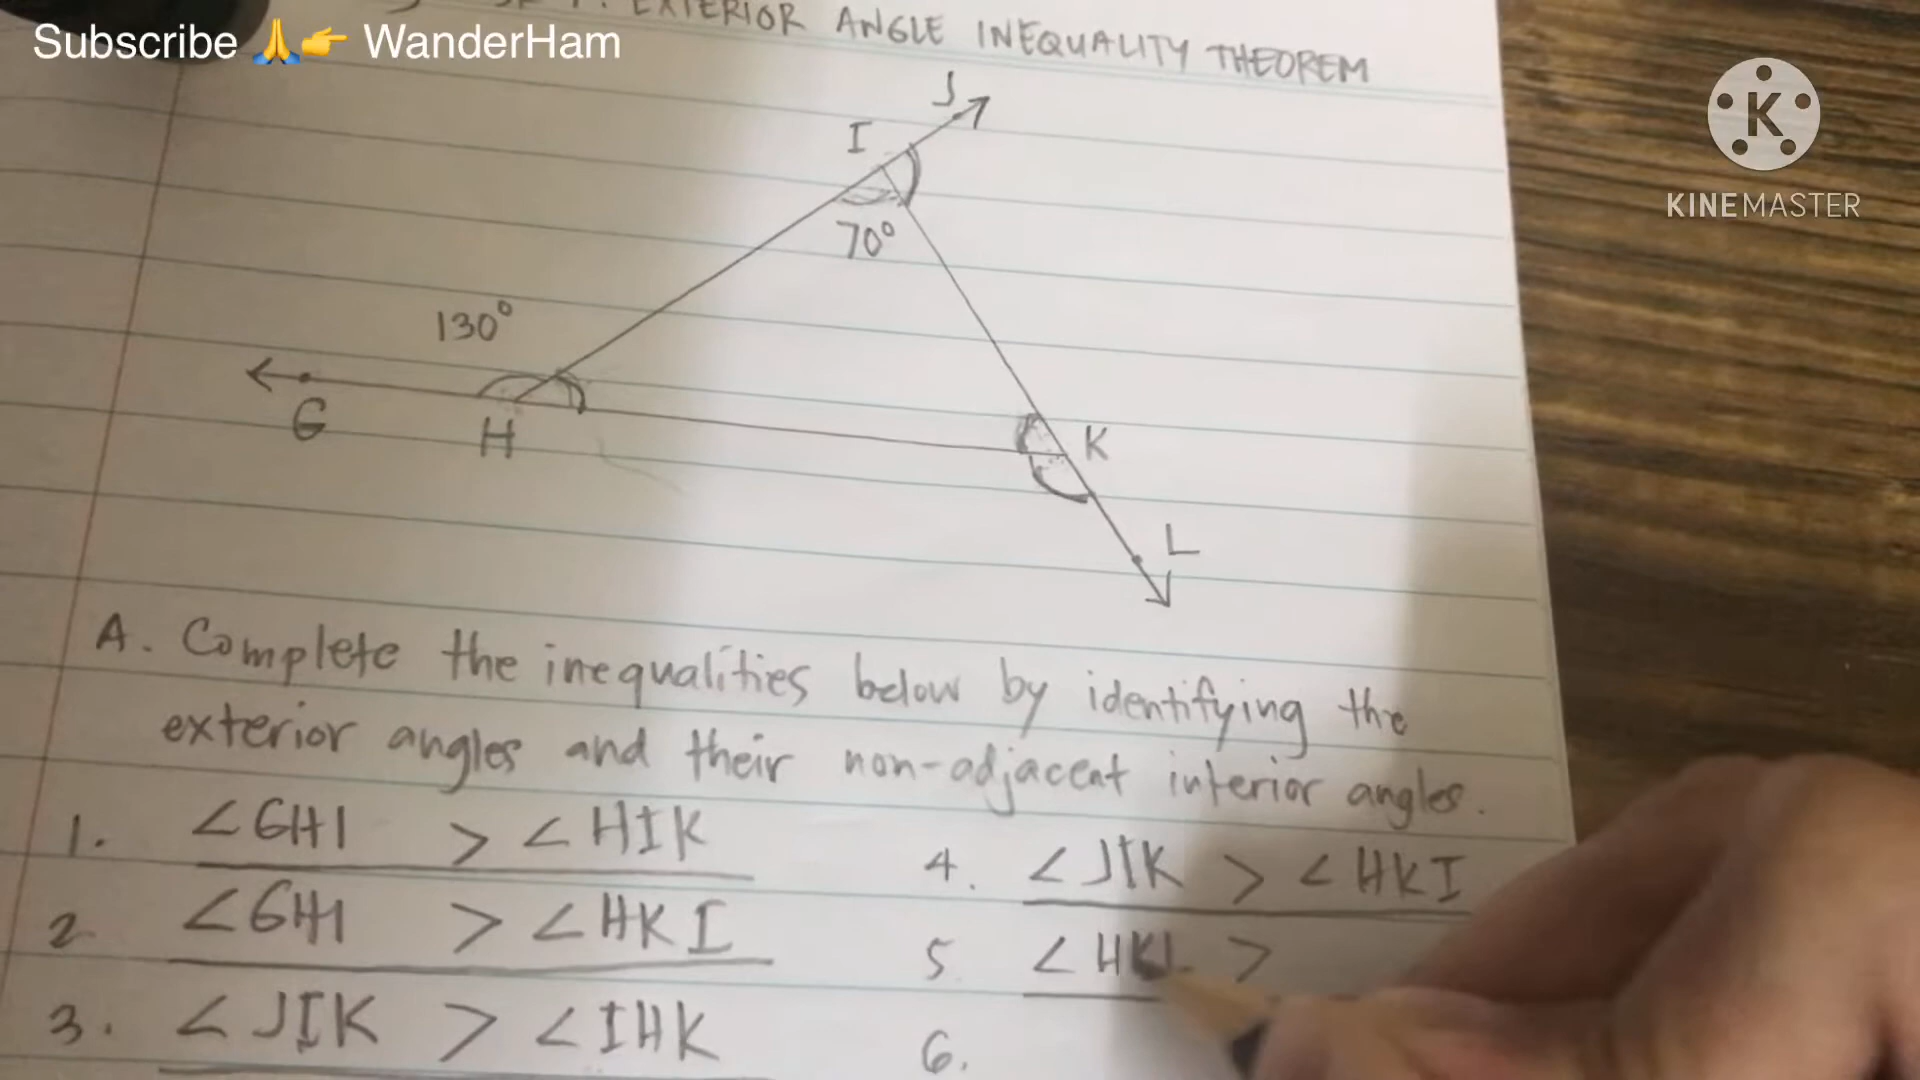 Subscribe 🙏👉 WanderHam
EXTERIOR ANGLE INEQUALITY THEOREM
K
KINEMASTER
J
I
70°
130°
G
H
K
L
A. Complete the inequalities below by identifying the
exterior angles and their non-adjacent interior angles.
1. <GHI > <HIK
2 <GHI > <HKI
3. <JIK > <IHK
4. <JIK > <HKI
5 <HKL >
6.